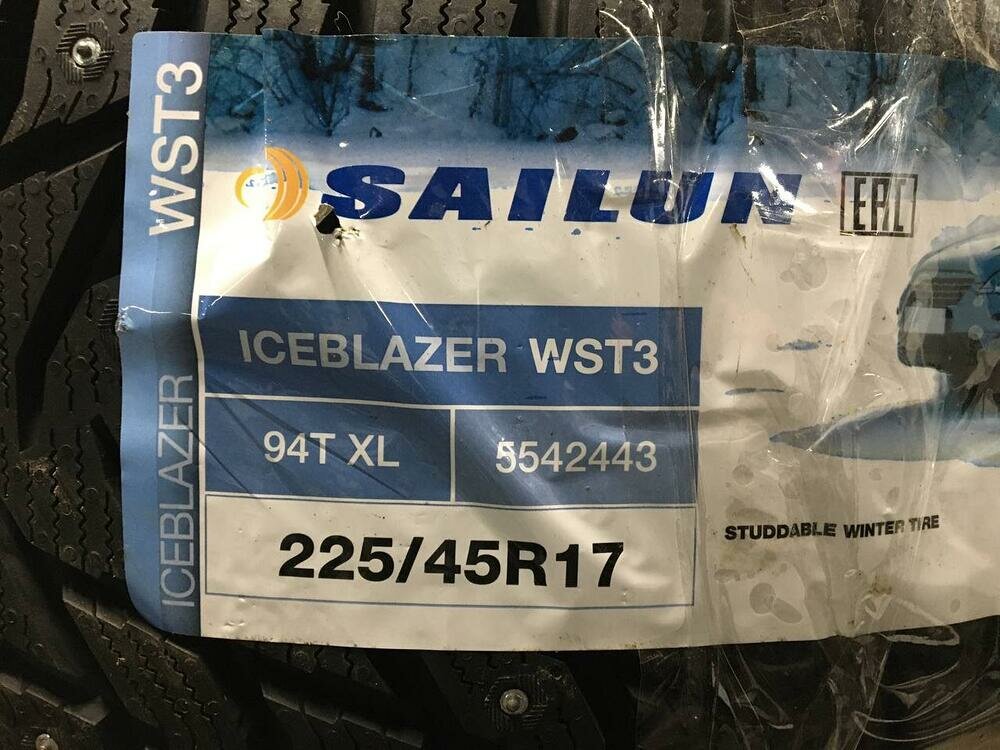 WST3
ICEBLAZER
SAILUN
EAC
ICEBLAZER WST3
94T XL
5542443
225/45R17
STUDDABLE WINTER TIRE